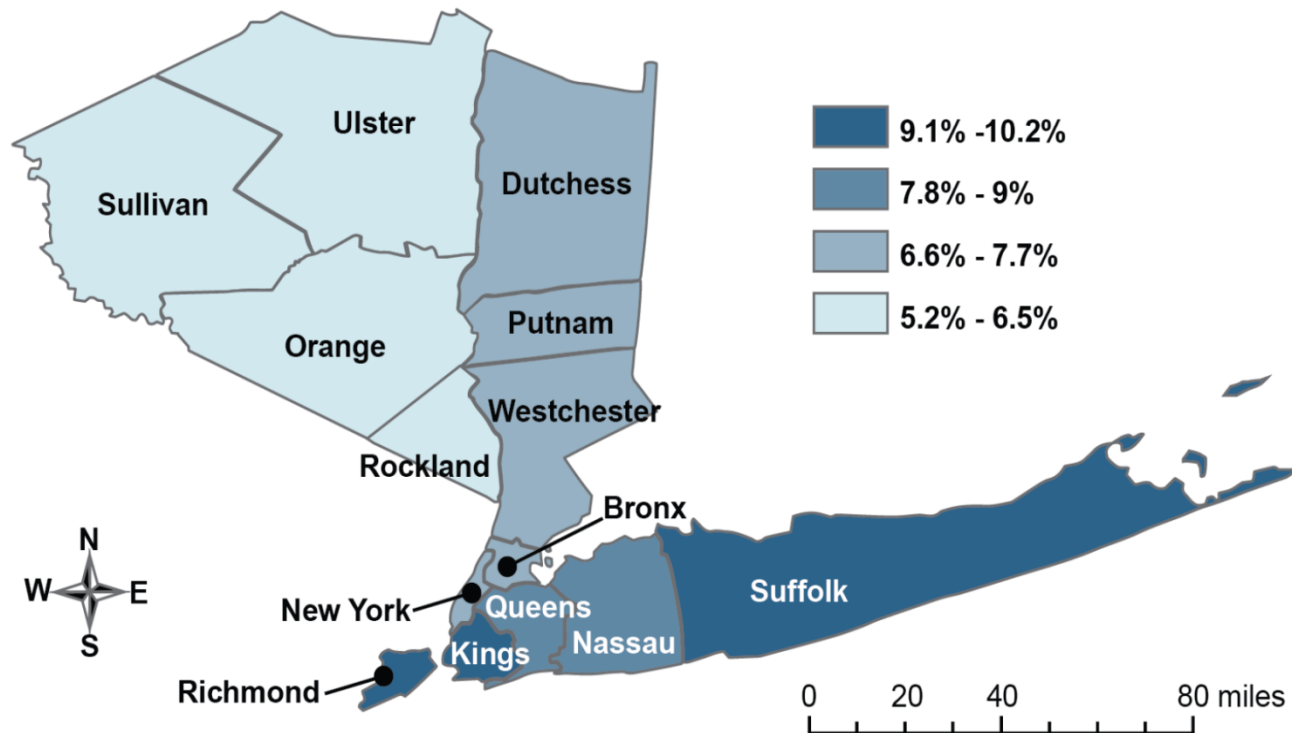 Ulster
9.1% -10.2%
Dutchess
7.8% - 9%
Sullivan
6.6% - 7.7%
Putnam
5.2% - 6.5%
Orange
Westchester
Rockland
Bronx
N
W E
S
Suffolk
New York
Queens
Nassau
Kings
Richmond
0 20 40 80 miles